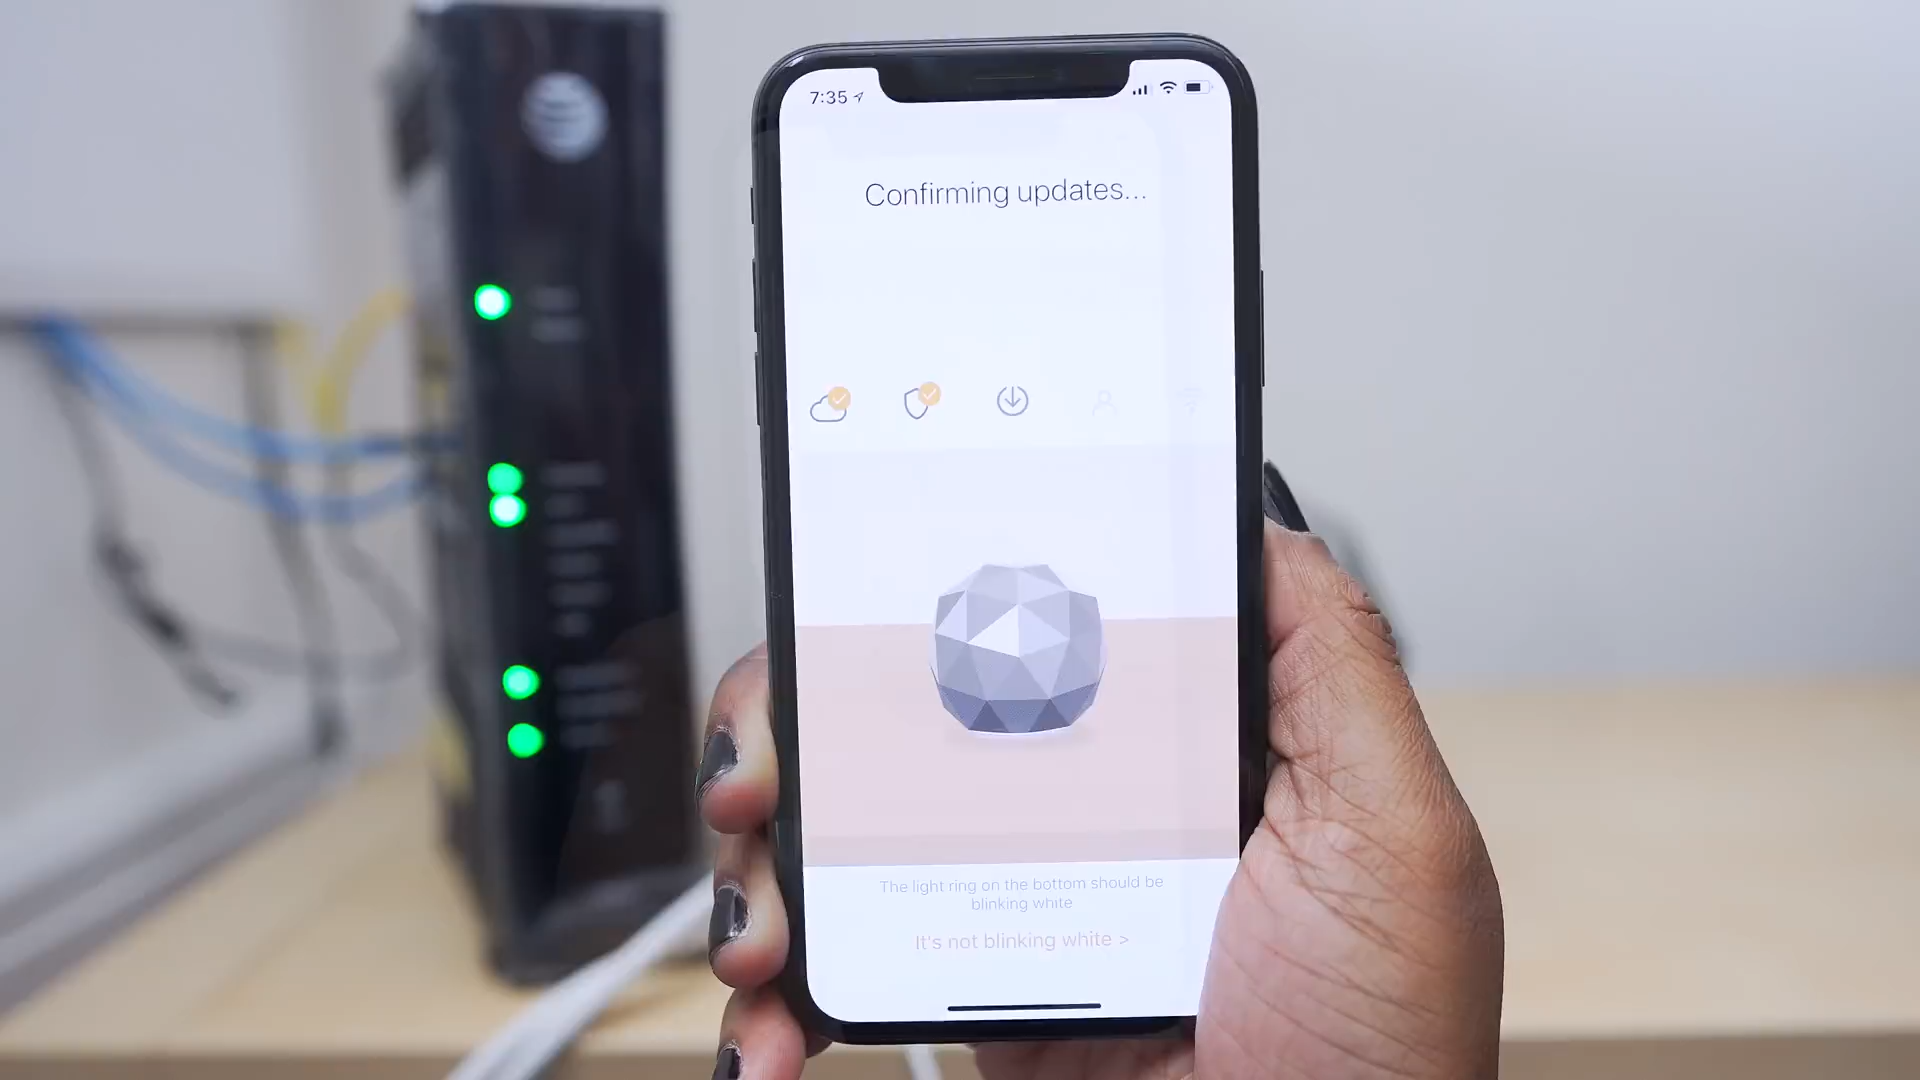 7:35
Confirming updates...
The light ring on the bottom should be
blinking white
It's not blinking white >